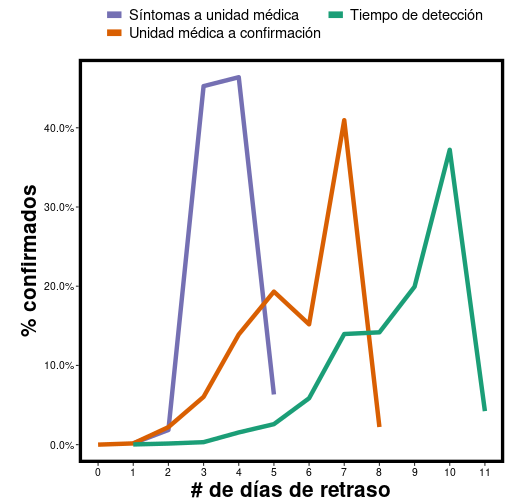 Síntomas a unidad médica
Tiempo de detección
Unidad médica a confirmación
% confirmados
40.0%
30.0%
20.0%
10.0%
0.0%
0 1 2 3 4 5 6 7 8 9 10 11
# de días de retraso